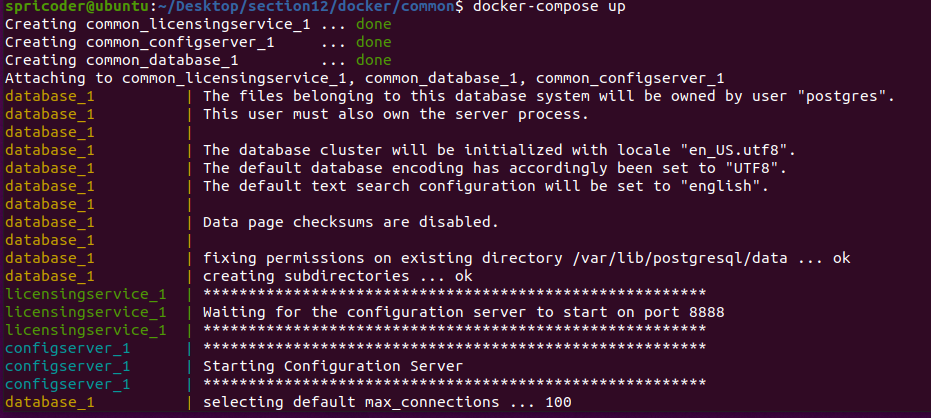 spricoder@ubuntu:~/Desktop/section12/docker/common$ docker-compose up
Creating common_licensingservice_1 ... done
Creating common_configserver_1     ... done
Creating common_database_1         ... done
Attaching to common_licensingservice_1, common_database_1, common_configserver_1
database_1          | The files belonging to this database system will be owned by user "postgres".
database_1          | This user must also own the server process.
database_1          |
database_1          | The database cluster will be initialized with locale "en_US.utf8".
database_1          | The default database encoding has accordingly been set to "UTF8".
database_1          | The default text search configuration will be set to "english".
database_1          |
database_1          | Data page checksums are disabled.
database_1          |
database_1          | fixing permissions on existing directory /var/lib/postgresql/data ... ok
database_1          | creating subdirectories ... ok
licensingservice_1  | ********************************************************
licensingservice_1  | Waiting for the configuration server to start on port 8888
licensingservice_1  | ********************************************************
configserver_1      | ********************************************************
configserver_1      | Starting Configuration Server
configserver_1      | ********************************************************
database_1          | selecting default max_connections ... 100